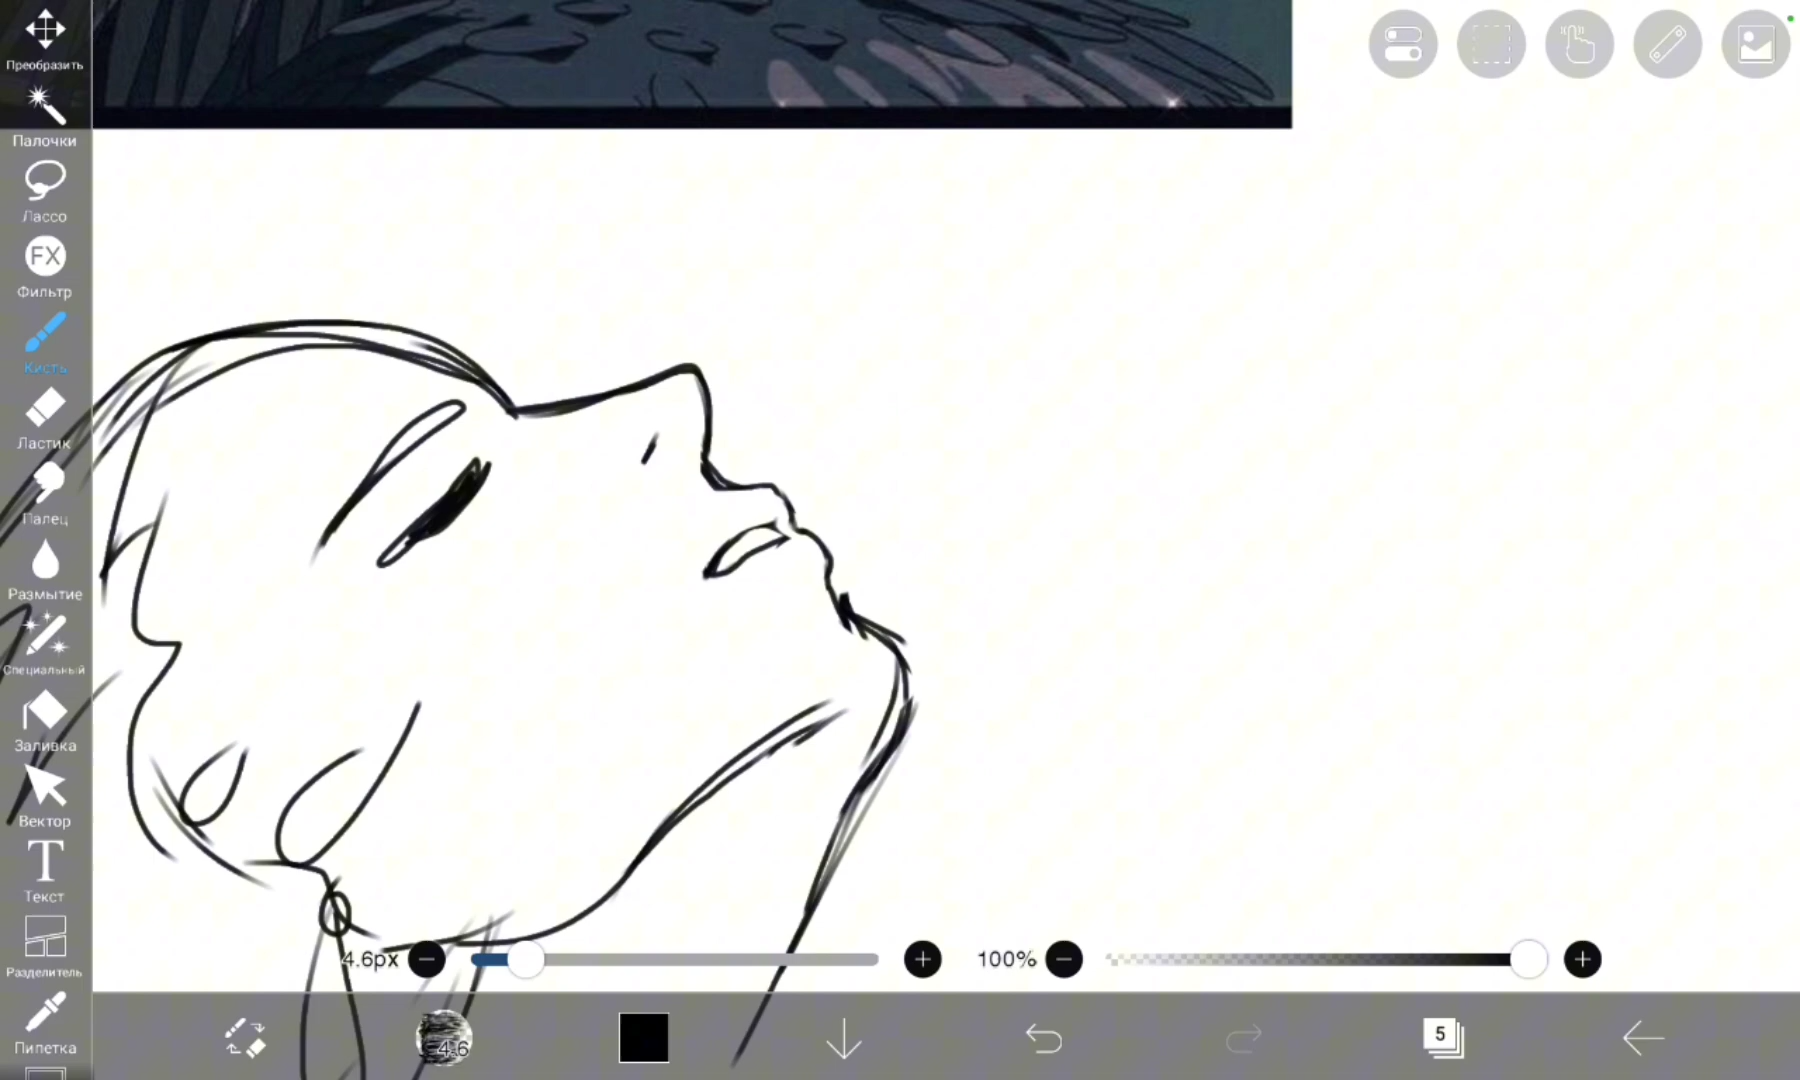 Преобразить
Палочки
Лассо
FX
Фильтр
Кисть
Ластик
Палец
Размытие
Специальный
Заливка
Вектор
T
Текст
Разделитель
Пипетка
4.6px
100%
4.6
5